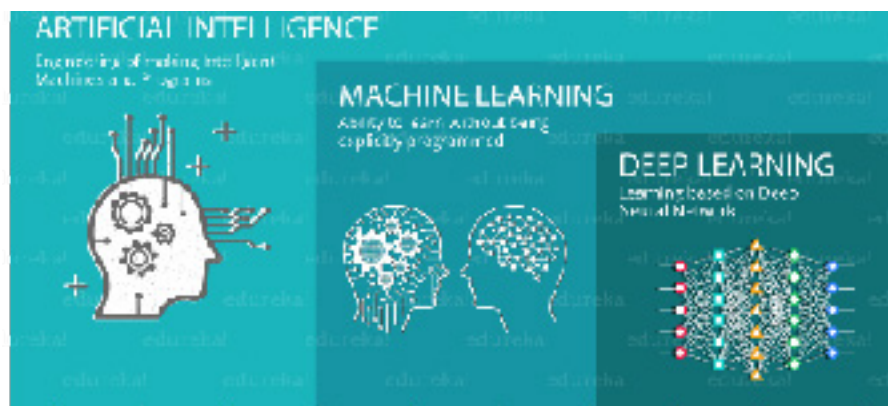 ARTIFICIAL INTELLIGENCE
Engineering of making Intelligent
Machines and Programs
MACHINE LEARNING
Ability to learn without being
explicitly programmed
DEEP LEARNING
Learning based on Deep
Neural Network
edureka!